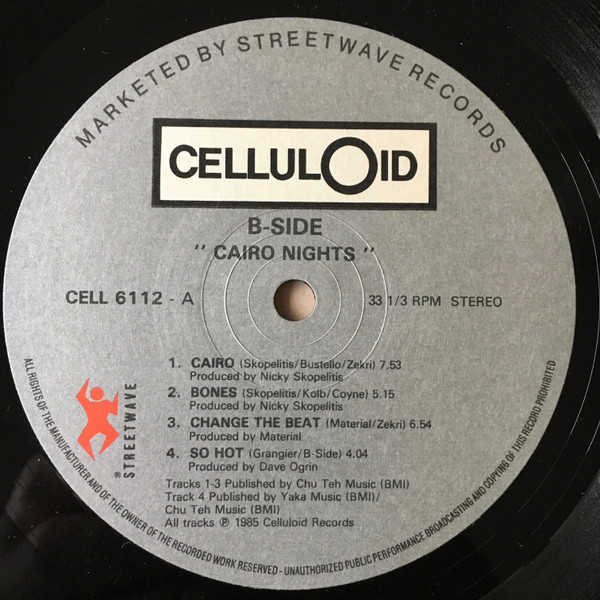 MARKETED BY STREETWAVE RECORDS
CELLULOID
B-SIDE
" CAIRO NIGHTS "
CELL 6112 - A
33 1/3 RPM STEREO
1. CAIRO (Skopelitis/Bustello/Zekri) 7.53
Produced by Nicky Skopelitis
2. BONES (Skopelitis/Kolb/Coyne) 5.15
Produced by Nicky Skopelitis
3. CHANGE THE BEAT (Material/Zekri) 6.54
Produced by Material
4. SO HOT (Grangier/B-Side) 4.04
Produced by Dave Ogrin
Tracks 1-3 Published by Chu Teh Music (BMI)
Track 4 Published by Yaka Music (BMI)/
Chu Teh Music (BMI)
All tracks ℗ 1985 Celluloid Records
® STREETWAVE
ALL RIGHTS OF THE MANUFACTURER AND OF THE OWNER OF THE RECORDED WORK RESERVED - UNAUTHORIZED PUBLIC PERFORMANCE BROADCASTING AND COPYING OF THIS RECORD PROHIBITED